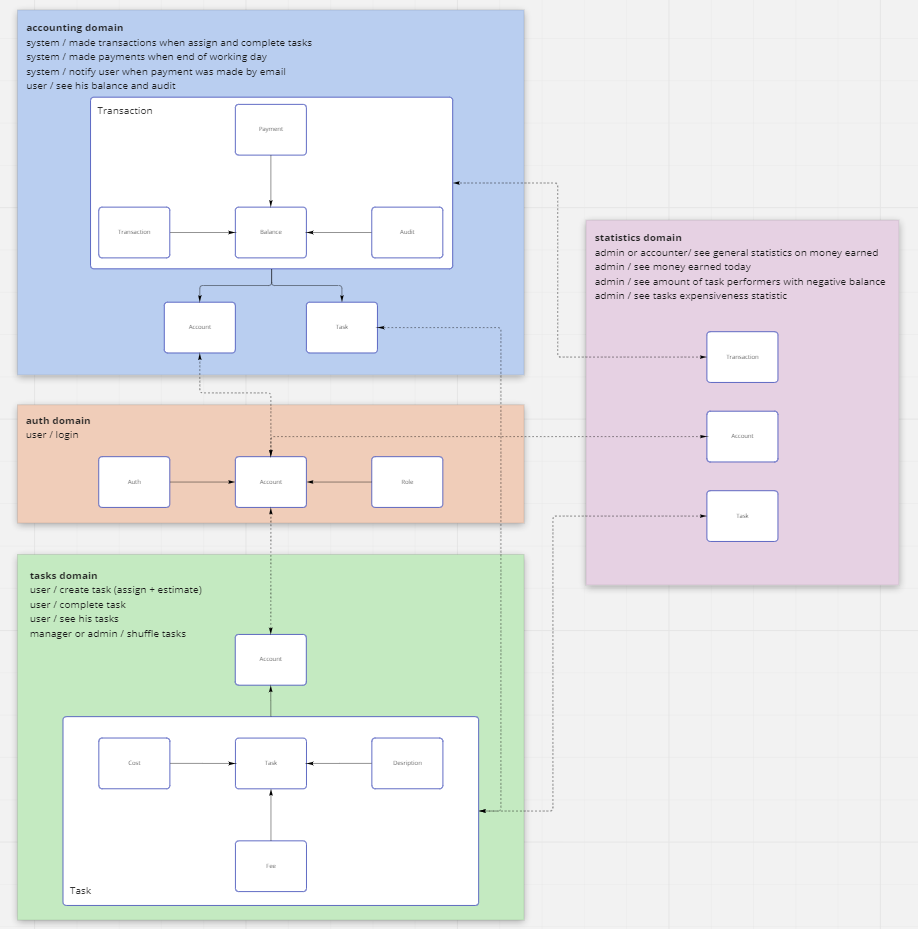 accounting domain
system / made transactions when assign and complete tasks
system / made payments when end of working day
system / notify user when payment was made by email
user / see his balance and audit
Transaction
Payment
Transaction
Balance
Audit
Account
Task
statistics domain
admin or accounter/ see general statistics on money earned
admin / see money earned today
admin / see amount of task performers with negative balance
admin / see tasks expensiveness statistic
Transaction
Account
Task
auth domain
user / login
Auth
Account
Role
tasks domain
user / create task (assign + estimate)
user / complete task
user / see his tasks
manager or admin / shuffle tasks
Account
Cost
Task
Desription
Fee
Task